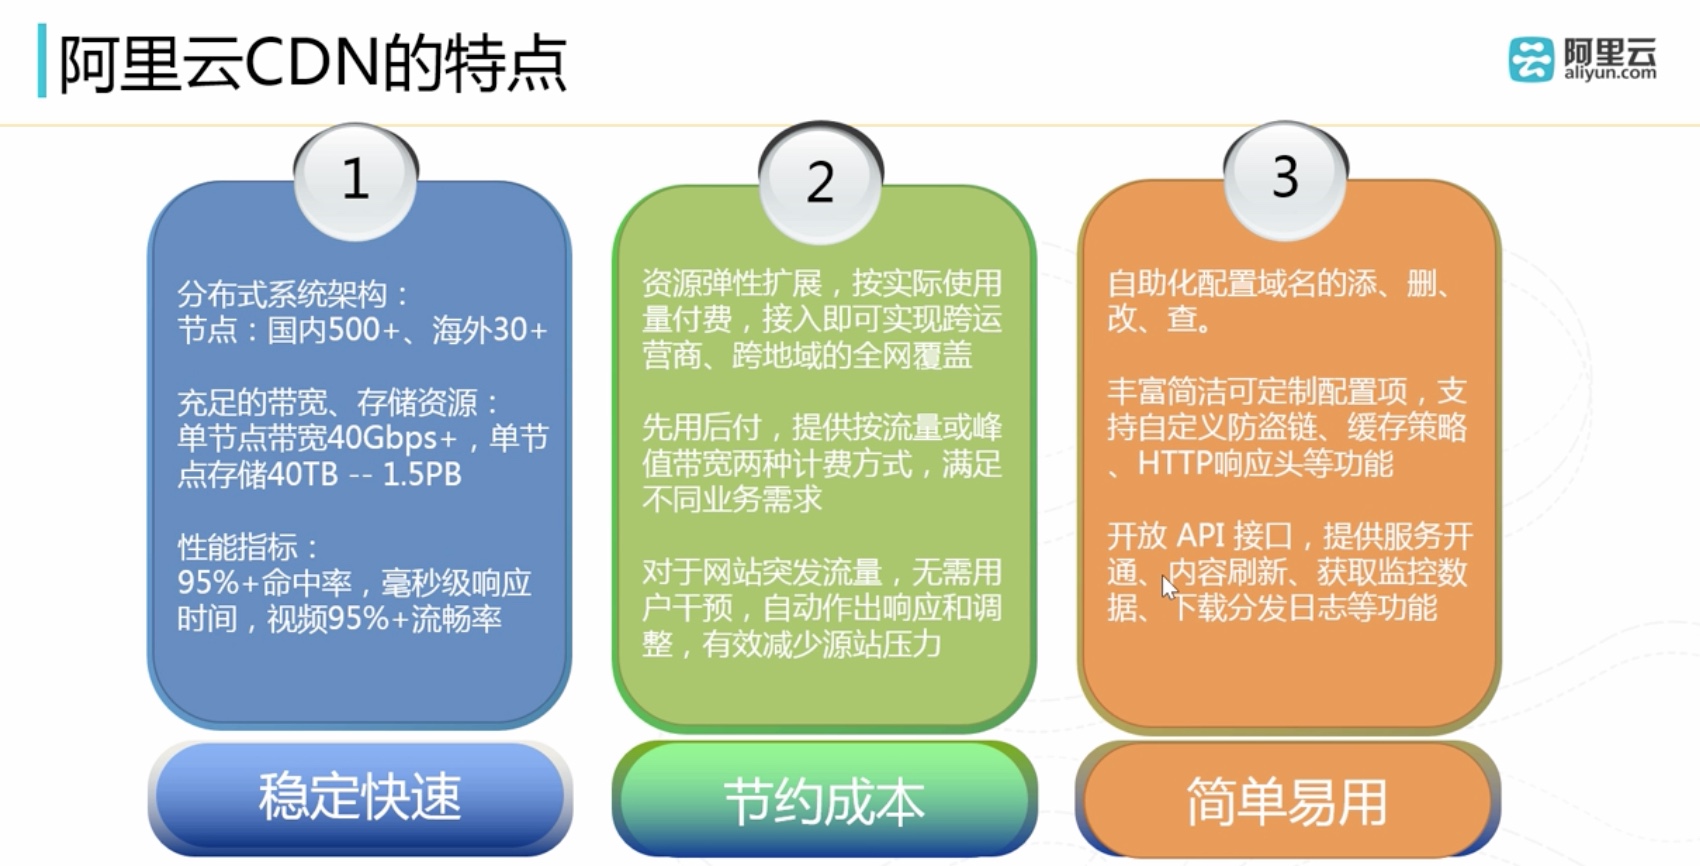 阿里云CDN的特点
阿里云
aliyun.com
1
分布式系统架构：
节点：国内500+、海外30+
充足的带宽、存储资源：
单节点带宽40Gbps+，单节
点存储40TB -- 1.5PB
性能指标：
95%+命中率，毫秒级响应
时间，视频95%+流畅率
稳定快速
2
资源弹性扩展，按实际使用
量付费，接入即可实现跨运
营商、跨地域的全网覆盖
先用后付，提供按流量或峰
值带宽两种计费方式，满足
不同业务需求
对于网站突发流量，无需用
户干预，自动作出响应和调
整，有效减少源站压力
节约成本
3
自助化配置域名的添、删、
改、查。
丰富简洁可定制配置项，支
持自定义防盗链、缓存策略
、HTTP响应头等功能
开放 API 接口，提供服务开
通、内容刷新、获取监控数
据、下载分发日志等功能
简单易用